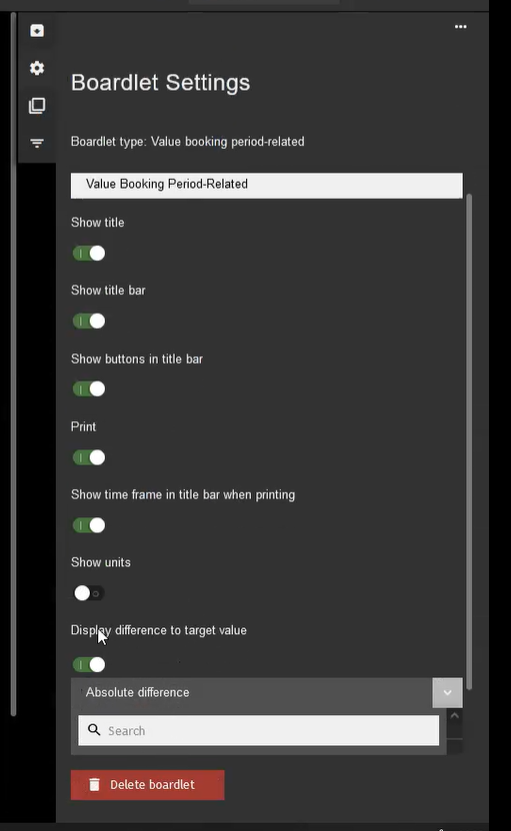 Boardlet Settings
Boardlet type: Value booking period-related
Value Booking Period-Related
Show title
Show title bar
Show buttons in title bar
Print
Show time frame in title bar when printing
Show units
Display difference to target value
Absolute difference
Search
Delete boardlet